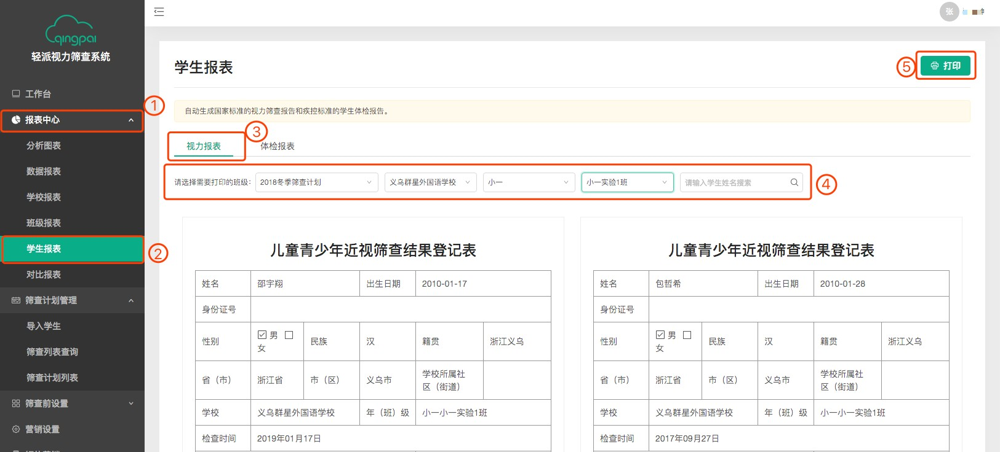 qingpai
轻派视力筛查系统
工作台
报表中心
分析图表
数据报表
学校报表
班级报表
学生报表
对比报表
筛查计划管理
导入学生
筛查列表查询
筛查计划列表
筛查前设置
营销设置
①
②
张
学生报表
⑤
打印
自动生成国家标准的视力筛查报告和疾控标准的学生体检报告。
③
视力报表 体检报表
请选择需要打印的班级: 2018冬季筛查计划 义乌群星外国语学校 小一 小一实验1班 请输入学生姓名搜索
④
儿童青少年近视筛查结果登记表
姓名 邵宇翔 出生日期 2010-01-17
身份证号
性别 男 女 民族 汉 籍贯 浙江义乌
省（市） 浙江省 市（区） 义乌市 学校所属社区（街道）
学校 义乌群星外国语学校 年（班）级 小一小一实验1班
检查时间 2019年01月17日
儿童青少年近视筛查结果登记表
姓名 包哲希 出生日期 2010-01-28
身份证号
性别 男 女 民族 汉 籍贯 浙江义乌
省（市） 浙江省 市（区） 义乌市 学校所属社区（街道）
学校 义乌群星外国语学校 年（班）级 小一小一实验1班
检查时间 2017年09月27日